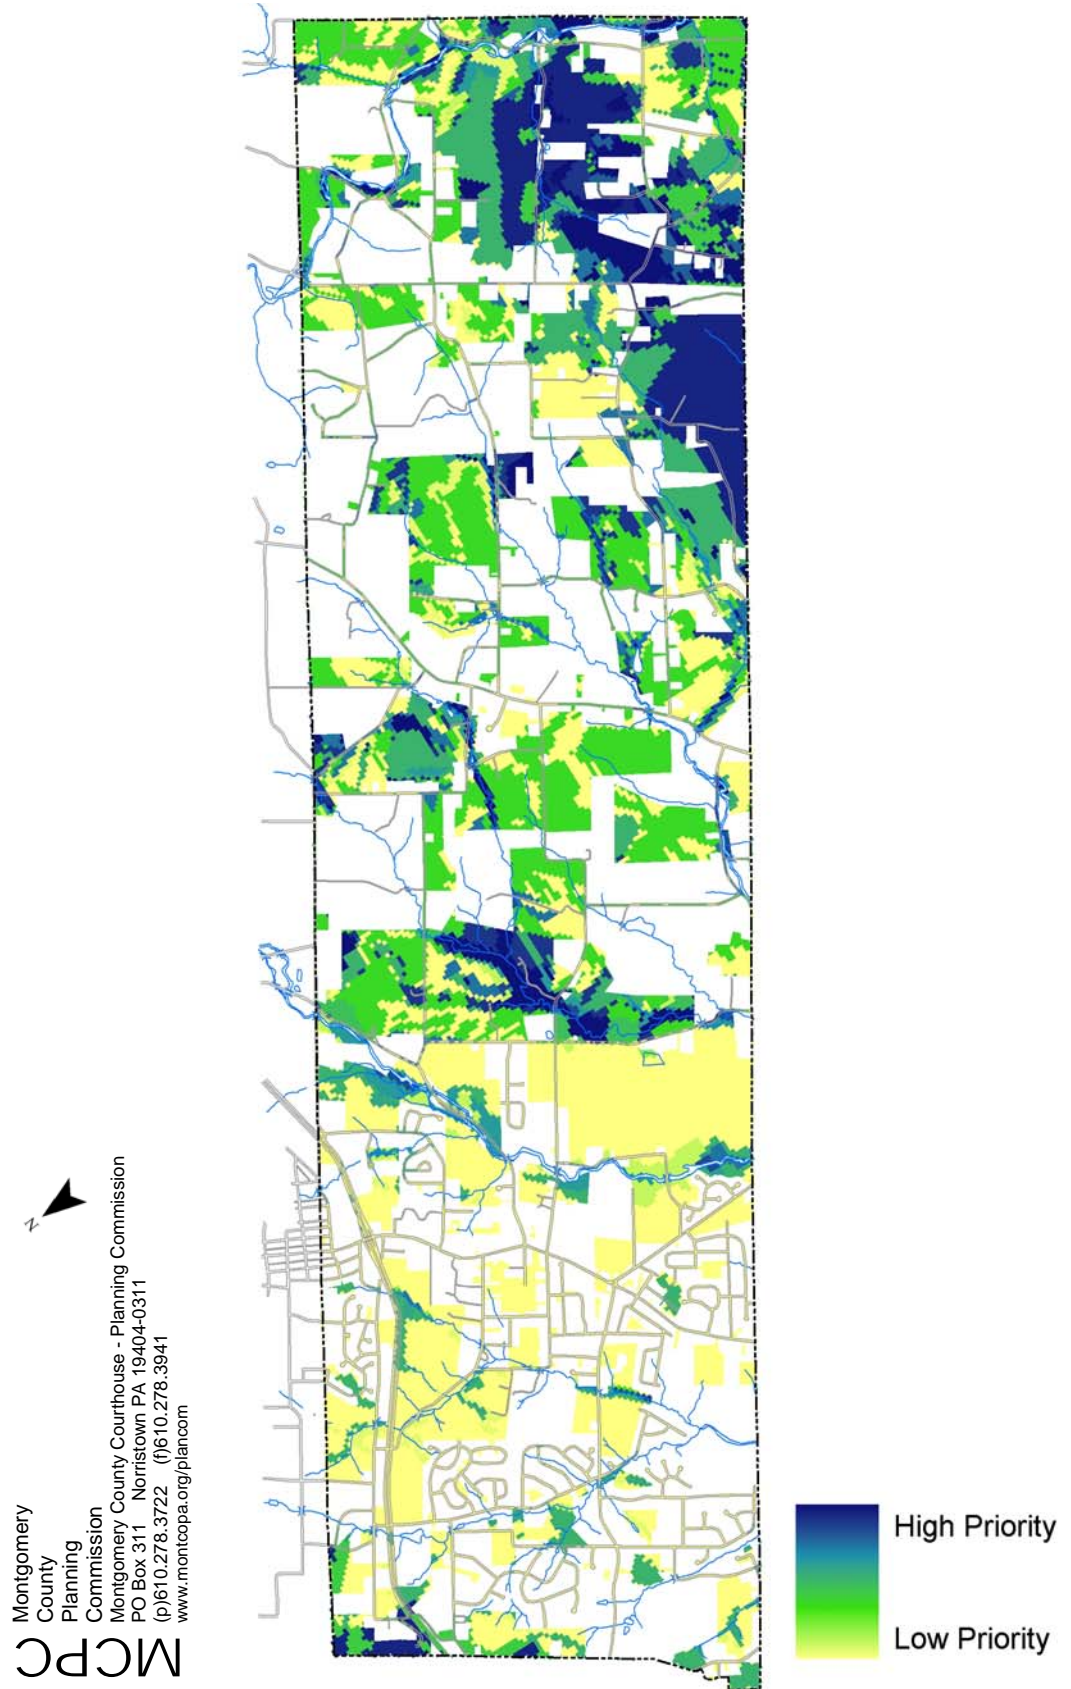 Montgomery
County
Planning
Commission
MCPC
Montgomery County Courthouse - Planning Commission
PO Box 311 Norristown PA 19404-0311
(p)610.278.3722 (f)610.278.3941
www.montcopa.org/plancom
N
High Priority
Low Priority